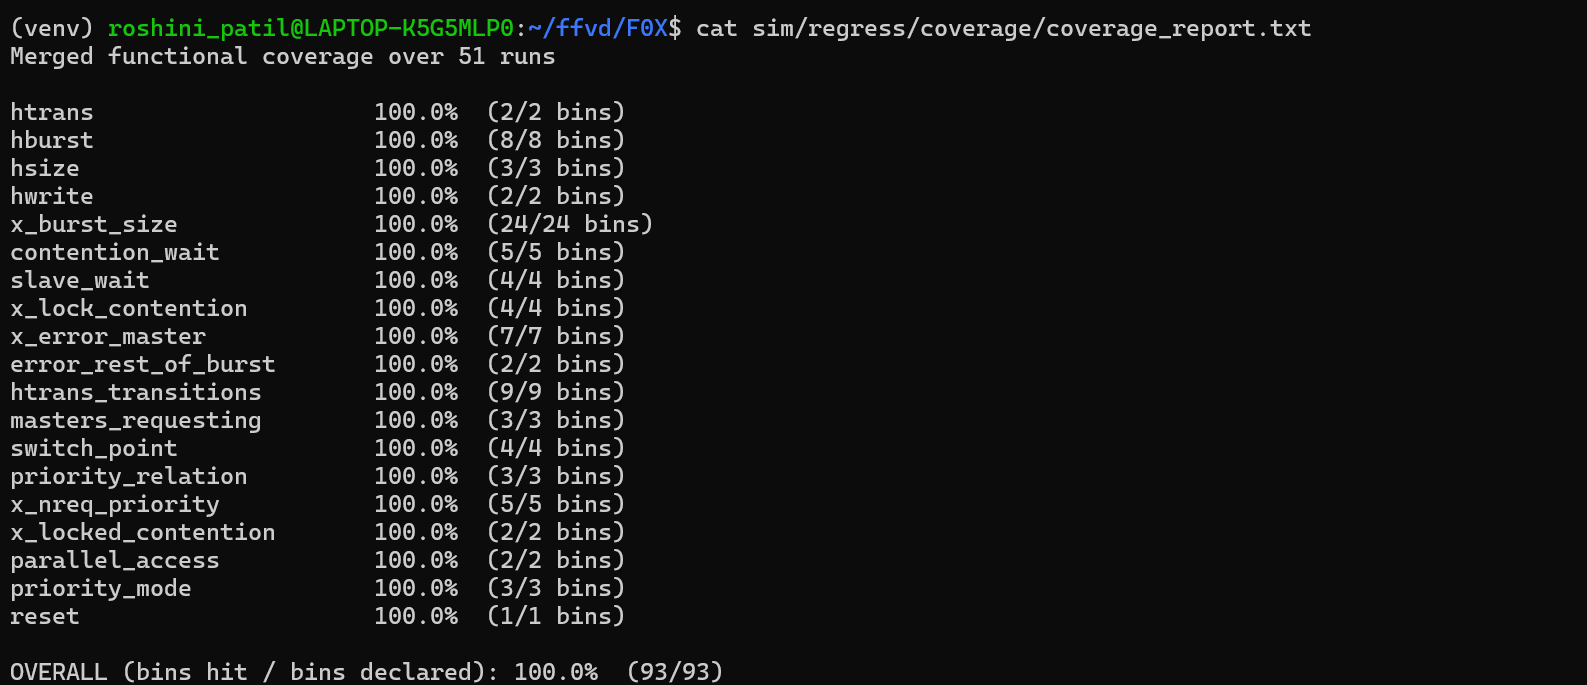 (venv) roshini_patil@LAPTOP-K5G5MLP0:~/ffvd/F0X$ cat sim/regress/coverage/coverage_report.txt
Merged functional coverage over 51 runs
htrans                    100.0%  (2/2 bins)
hburst                    100.0%  (8/8 bins)
hsize                     100.0%  (3/3 bins)
hwrite                    100.0%  (2/2 bins)
x_burst_size              100.0%  (24/24 bins)
contention_wait           100.0%  (5/5 bins)
slave_wait                100.0%  (4/4 bins)
x_lock_contention         100.0%  (4/4 bins)
x_error_master            100.0%  (7/7 bins)
error_rest_of_burst       100.0%  (2/2 bins)
htrans_transitions        100.0%  (9/9 bins)
masters_requesting        100.0%  (3/3 bins)
switch_point              100.0%  (4/4 bins)
priority_relation         100.0%  (3/3 bins)
x_nreq_priority           100.0%  (5/5 bins)
x_locked_contention       100.0%  (2/2 bins)
parallel_access           100.0%  (2/2 bins)
priority_mode             100.0%  (3/3 bins)
reset                     100.0%  (1/1 bins)
OVERALL (bins hit / bins declared): 100.0%  (93/93)